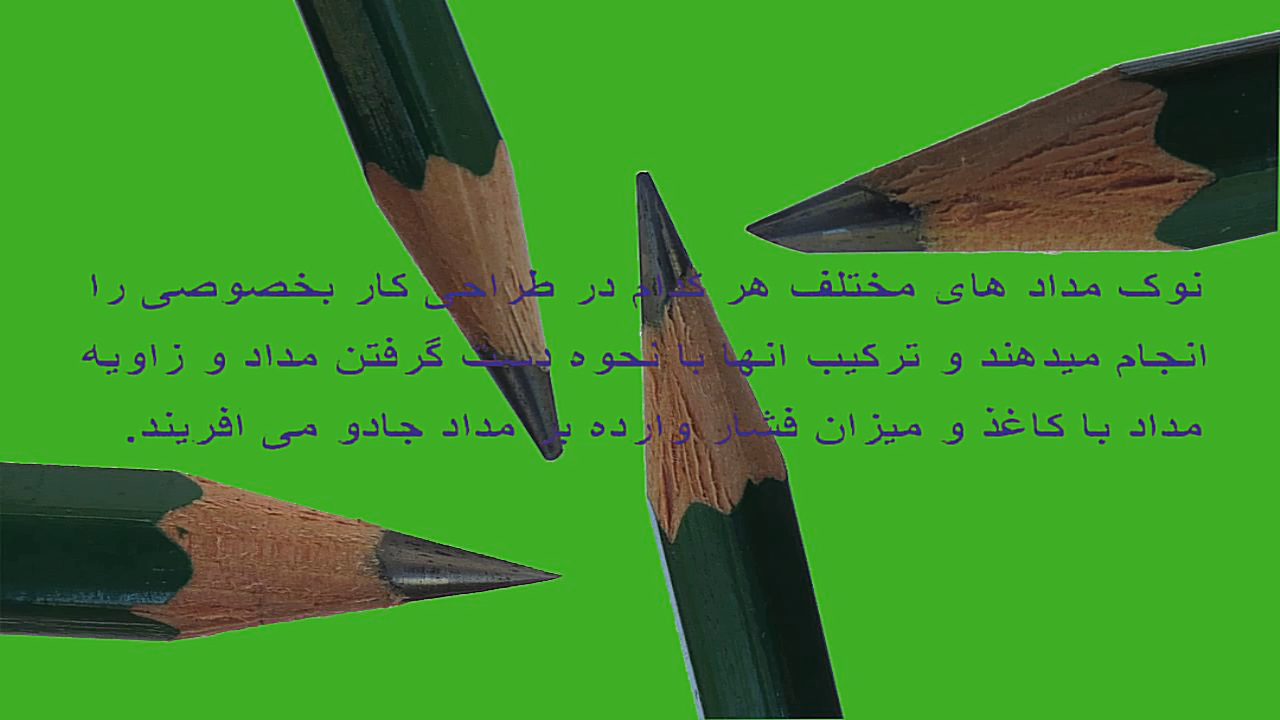 نوک مداد های مختلف هر کدام در طراحی کار بخصوصی را
انجام میدهند و ترکیب انها با نحوه دست گرفتن مداد و زاویه
مداد با کاغذ و میزان فشار وارده بر مداد جادو می افریند.